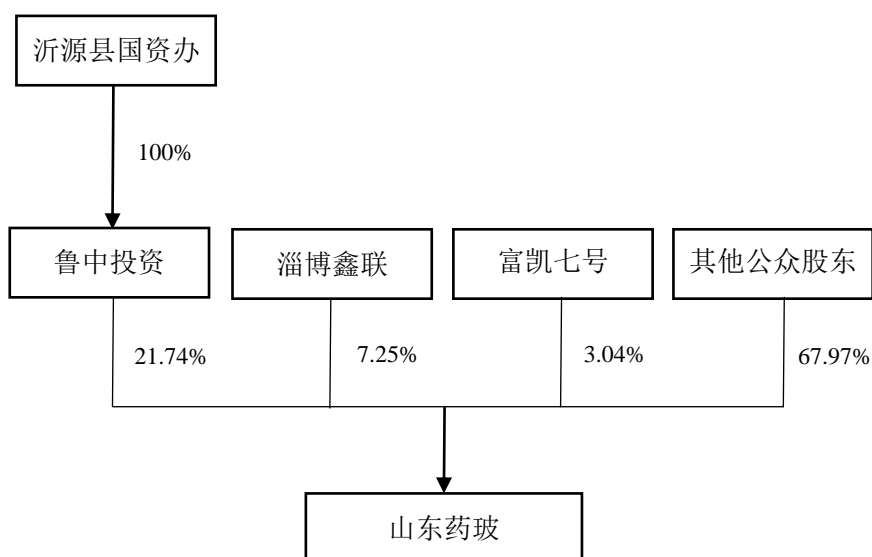 沂源县国资办
100%
鲁中投资
淄博鑫联
富凯七号
其他公众股东
21.74%
7.25%
3.04%
67.97%
山东药玻